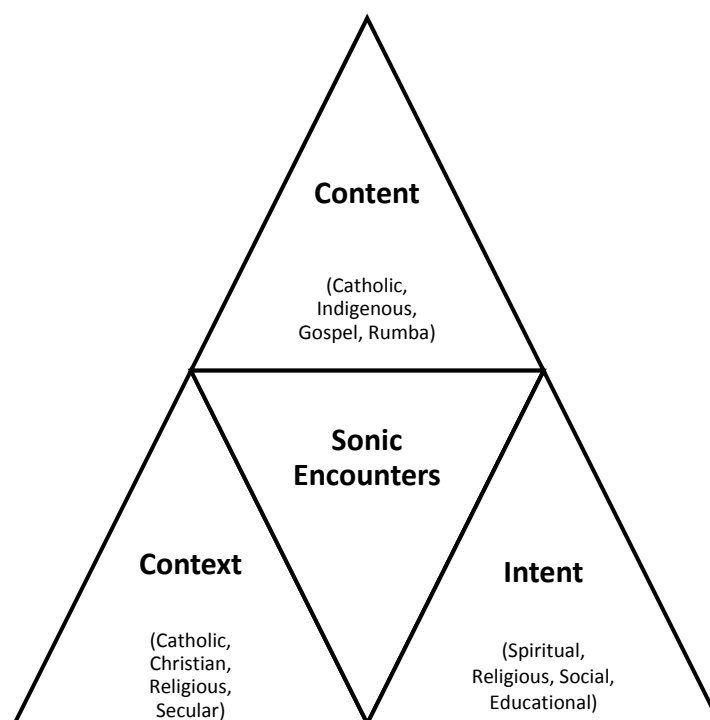 Content
(Catholic,
Indigenous,
Gospel, Rumba)
Sonic
Encounters
Context
(Catholic,
Christian,
Religious,
Secular)
Intent
(Spiritual,
Religious, Social,
Educational)